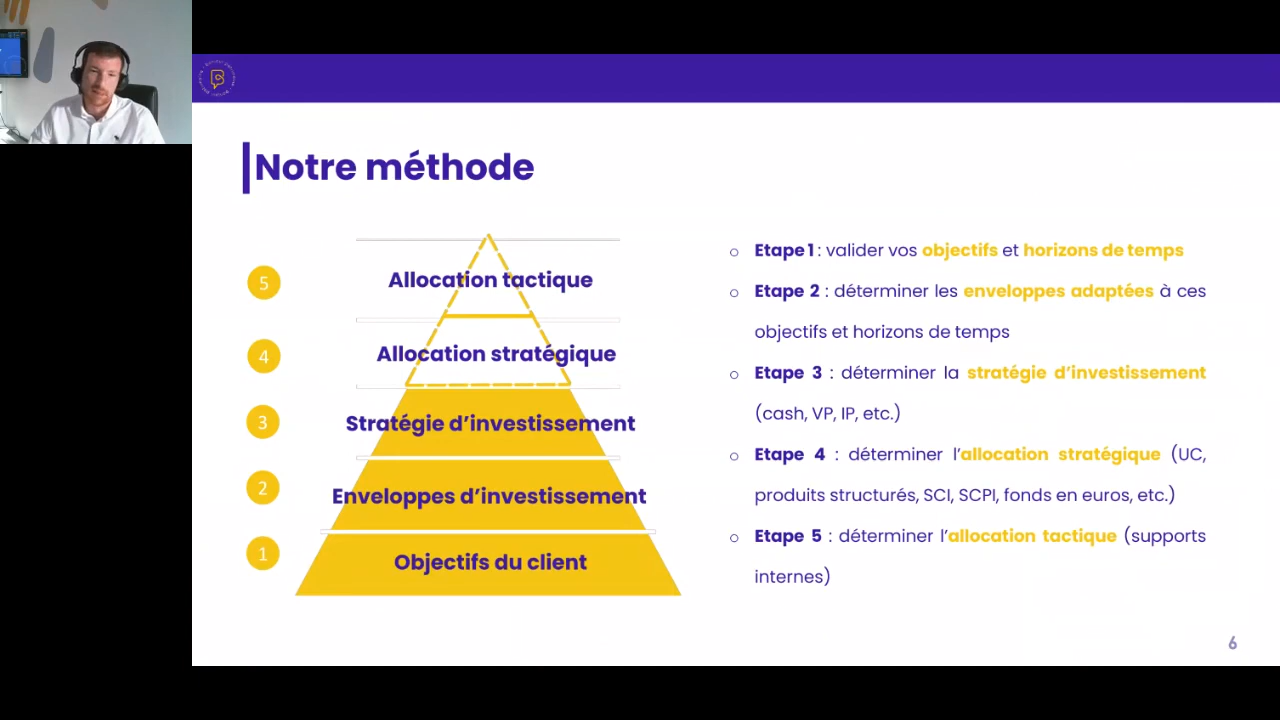 Notre méthode
5
Allocation tactique
4
Allocation stratégique
3
Stratégie d’investissement
2
Enveloppes d’investissement
1
Objectifs du client
Etape 1 : valider vos objectifs et horizons de temps
Etape 2 : déterminer les enveloppes adaptées à ces
objectifs et horizons de temps
Etape 3 : déterminer la stratégie d’investissement
(cash, VP, IP, etc.)
Etape 4 : déterminer l’allocation stratégique (UC,
produits structurés, SCI, SCPI, fonds en euros, etc.)
Etape 5 : déterminer l’allocation tactique (supports
internes)
6